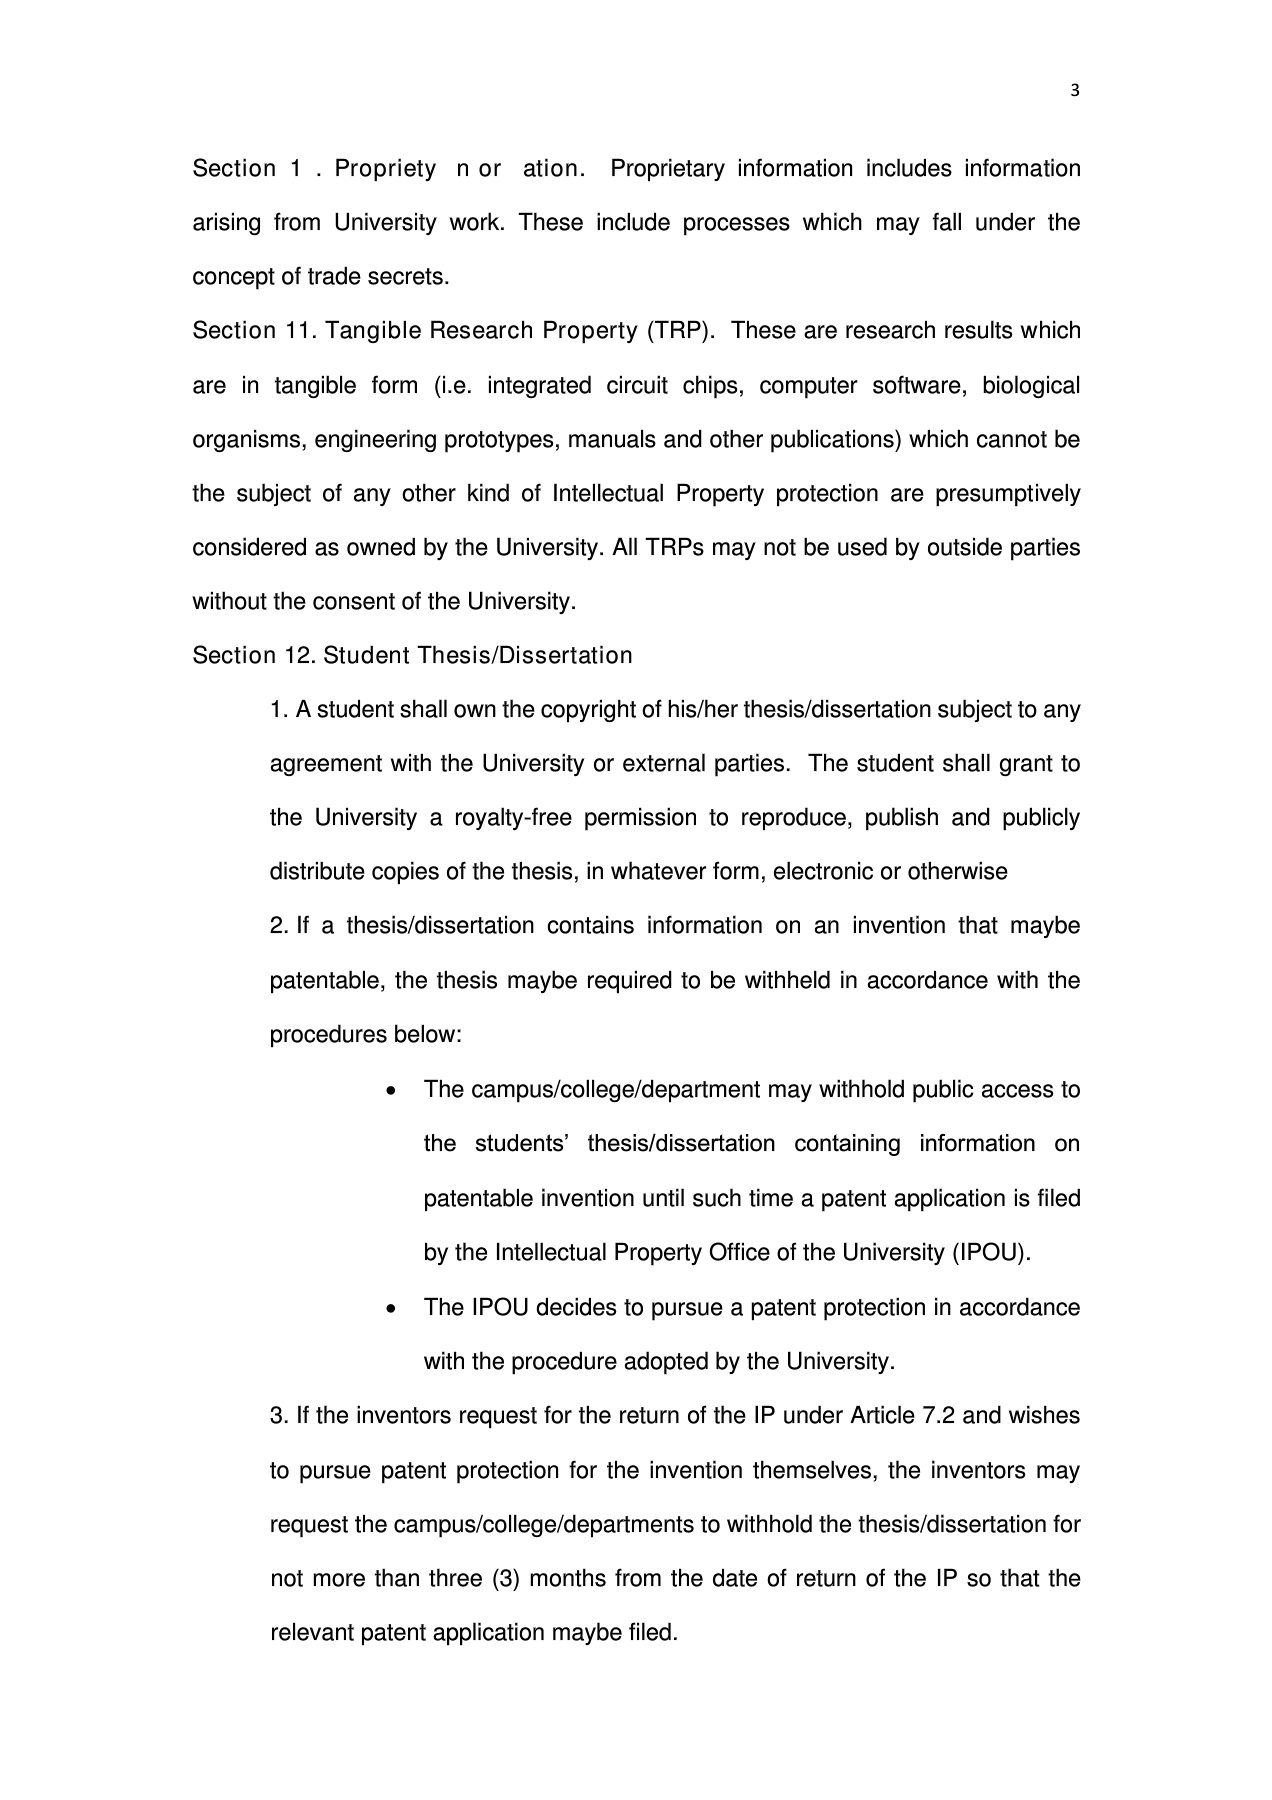 3
Section 1 . Propriety n or ation. Proprietary information includes information
arising from University work. These include processes which may fall under the
concept of trade secrets.
Section 11. Tangible Research Property (TRP). These are research results which
are in tangible form (i.e. integrated circuit chips, computer software, biological
organisms, engineering prototypes, manuals and other publications) which cannot be
the subject of any other kind of Intellectual Property protection are presumptively
considered as owned by the University. All TRPs may not be used by outside parties
without the consent of the University.
Section 12. Student Thesis/Dissertation
1. A student shall own the copyright of his/her thesis/dissertation subject to any
agreement with the University or external parties. The student shall grant to
the University a royalty-free permission to reproduce, publish and publicly
distribute copies of the thesis, in whatever form, electronic or otherwise
2. If a thesis/dissertation contains information on an invention that maybe
patentable, the thesis maybe required to be withheld in accordance with the
procedures below:
• The campus/college/department may withhold public access to
the students’ thesis/dissertation containing information on
patentable invention until such time a patent application is filed
by the Intellectual Property Office of the University (IPOU).
• The IPOU decides to pursue a patent protection in accordance
with the procedure adopted by the University.
3. If the inventors request for the return of the IP under Article 7.2 and wishes
to pursue patent protection for the invention themselves, the inventors may
request the campus/college/departments to withhold the thesis/dissertation for
not more than three (3) months from the date of return of the IP so that the
relevant patent application maybe filed.